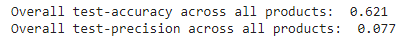 Overall test-accuracy across all products:  0.621
Overall test-precision across all products:  0.077